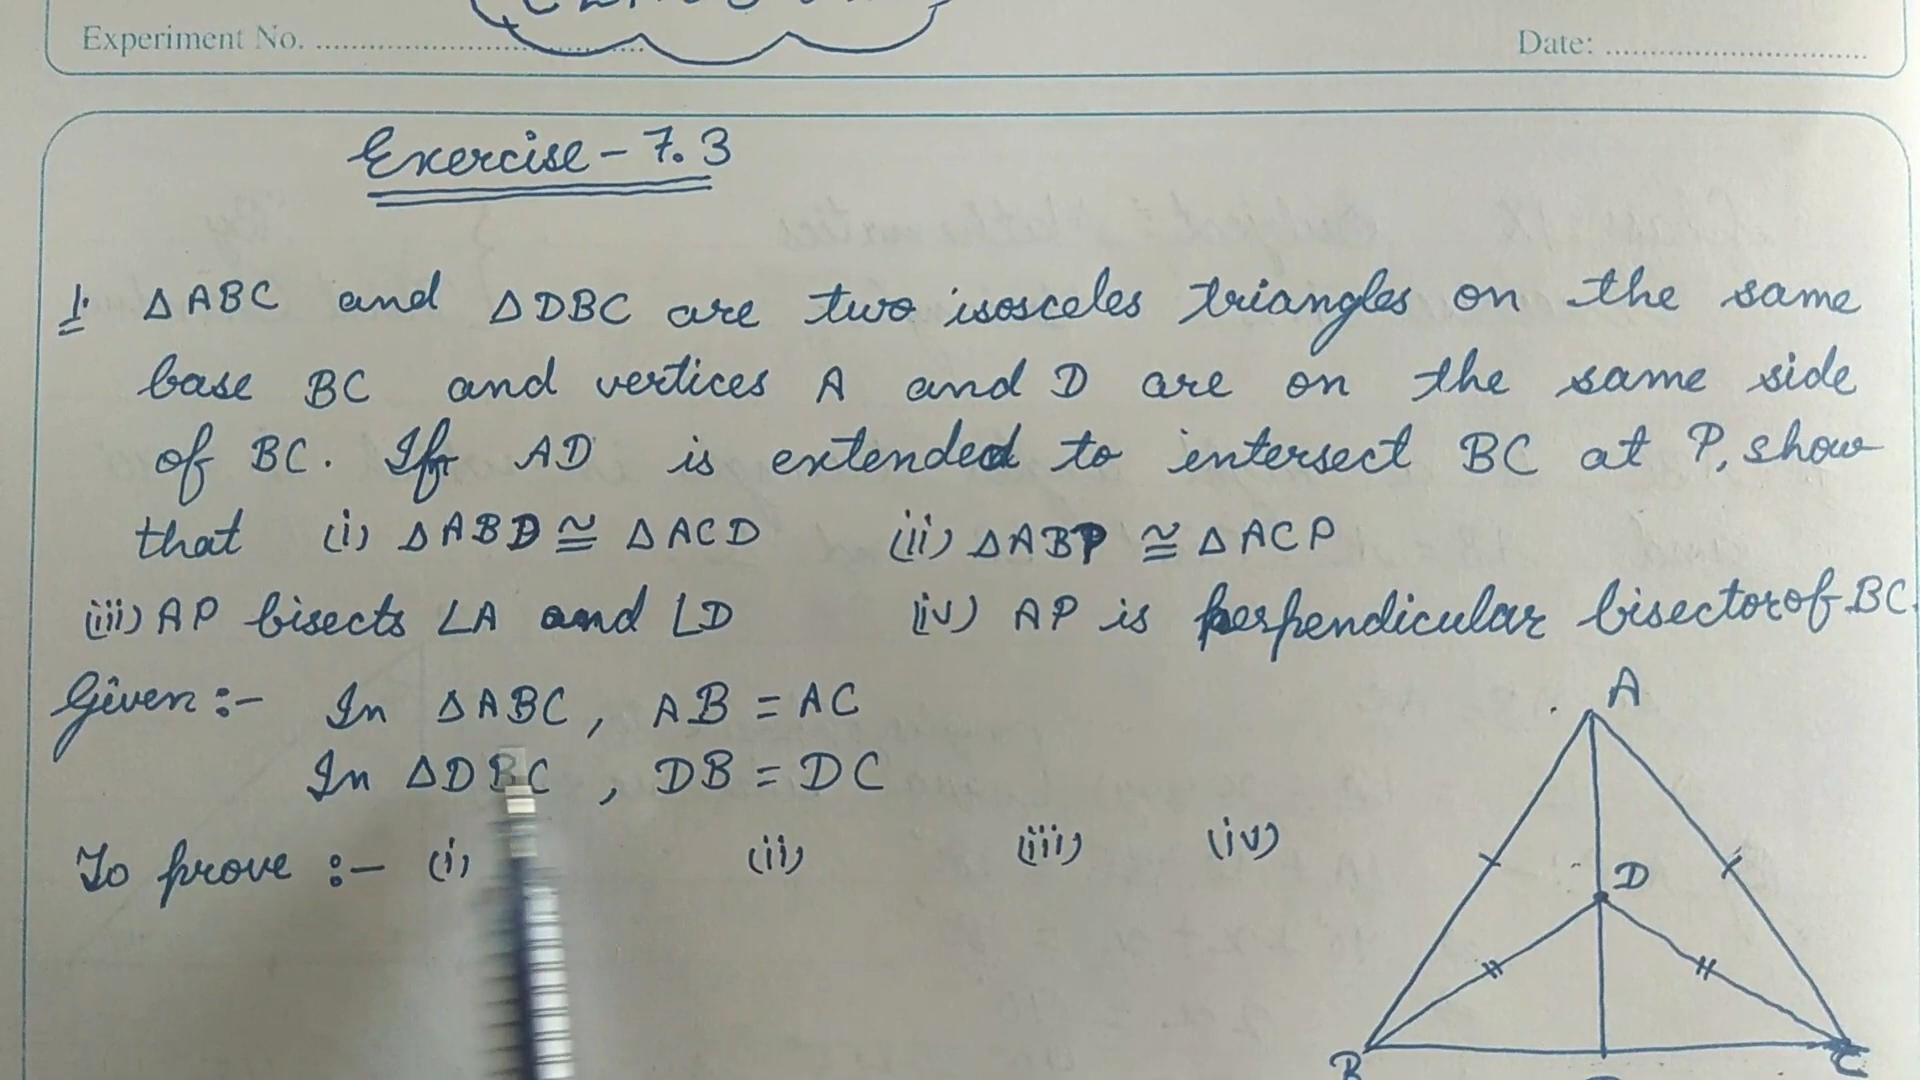 Experiment No. ..............................
Date: ..............................
Exercise - 7.3
1. ΔABC and ΔDBC are two isosceles triangles on the same
base BC and vertices A and D are on the same side
of BC. If AD is extended to intersect BC at P, show
that (i) ΔABD ≅ ΔACD (ii) ΔABP ≅ ΔACP
(iii) AP bisects ∠A and ∠D (iv) AP is perpendicular bisector of BC.
Given :- In ΔABC, AB = AC
In ΔDBC, DB = DC
To prove :- (i) (ii) (iii) (iv)
A
D
B C